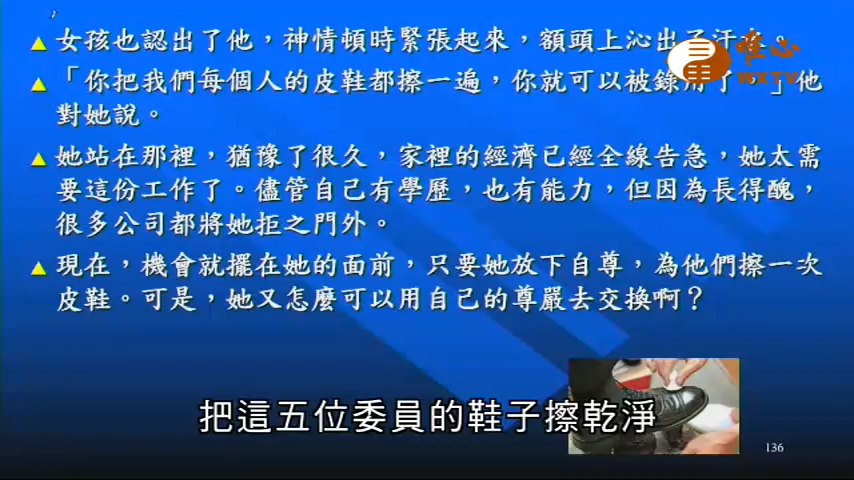 女孩也認出了他，神情頓時緊張起來，額頭上沁出了汗水。
「你把我們每個人的皮鞋都擦一遍，你就可以被錄用了。」他
對她說。
她站在那裡，猶豫了很久，家裡的經濟已經全線告急，她太需
要這份工作了。儘管自己有學歷，也有能力，但因為長得醜，
很多公司都將她拒之門外。
現在，機會就擺在她的面前，只要她放下自尊，為他們擦一次
皮鞋。可是，她又怎麼可以用自己的尊嚴去交換啊？
把這五位委員的鞋子擦乾淨
136
唯心
WXTV